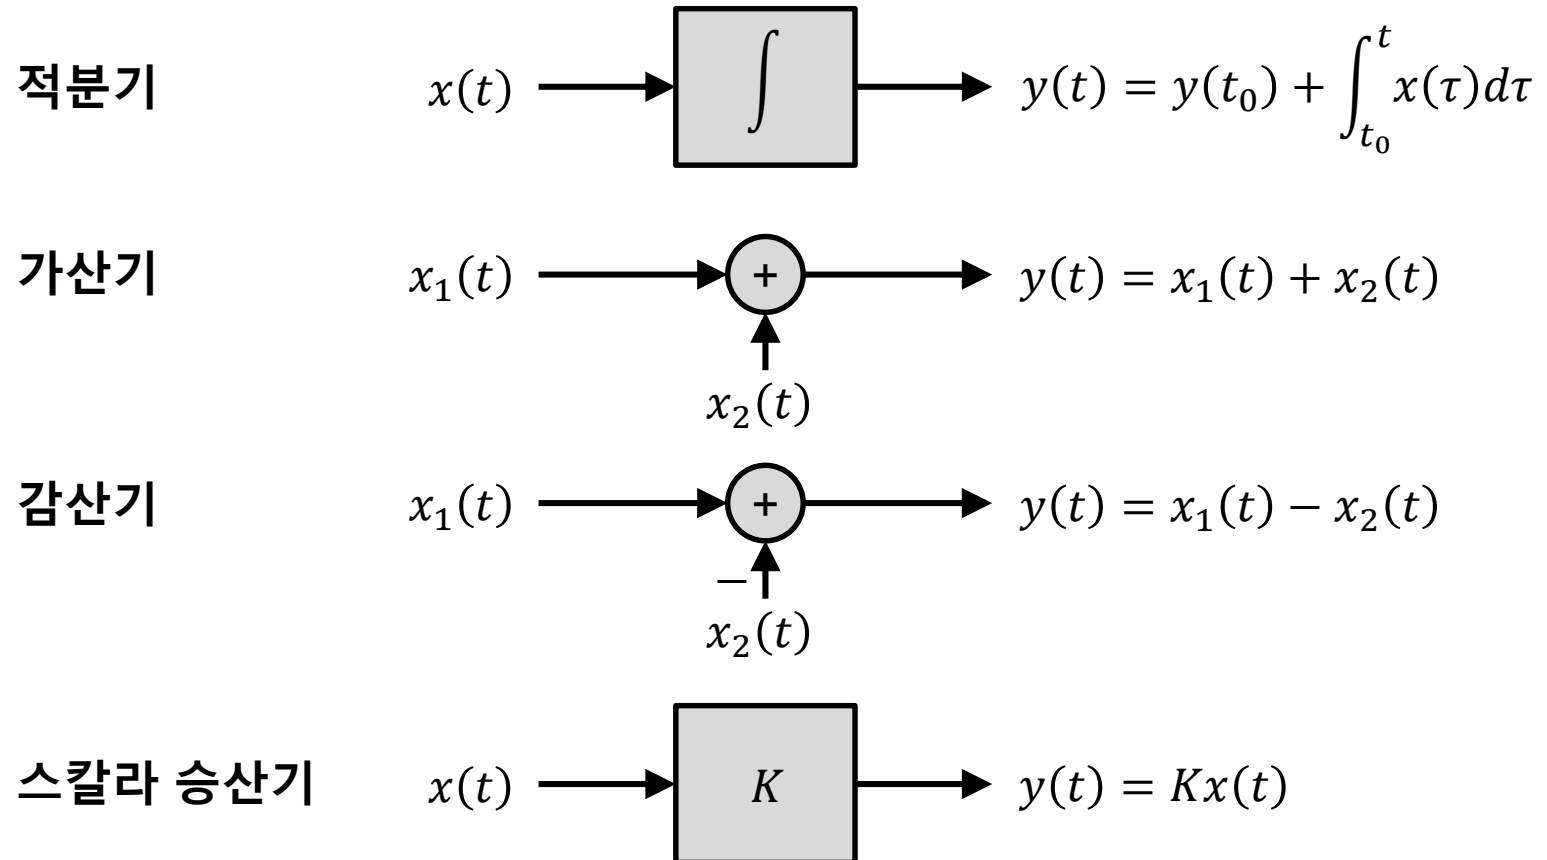 적분기 x(t) ∫ y(t) = y(t₀) + ∫ₜ₀ᵗ x(τ)dτ
가산기 x₁(t) + y(t) = x₁(t) + x₂(t)
x₂(t)
감산기 x₁(t) + y(t) = x₁(t) − x₂(t)
−
x₂(t)
스칼라 승산기 x(t) K y(t) = Kx(t)